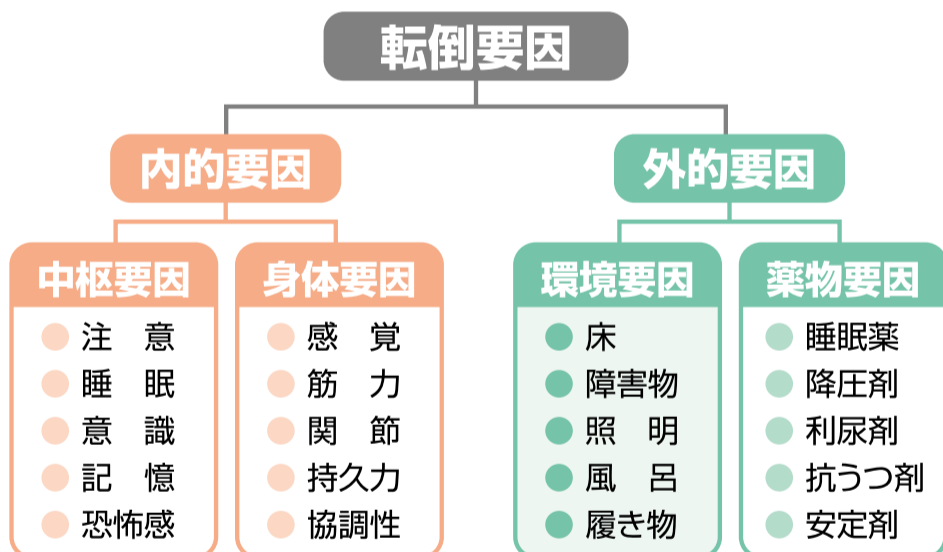 転倒要因
内的要因
外的要因
中枢要因
注　意
睡　眠
意　識
記　憶
恐怖感
身体要因
感　覚
筋　力
関　節
持久力
協調性
環境要因
床
障害物
照　明
風　呂
履き物
薬物要因
睡眠薬
降圧剤
利尿剤
抗うつ剤
安定剤